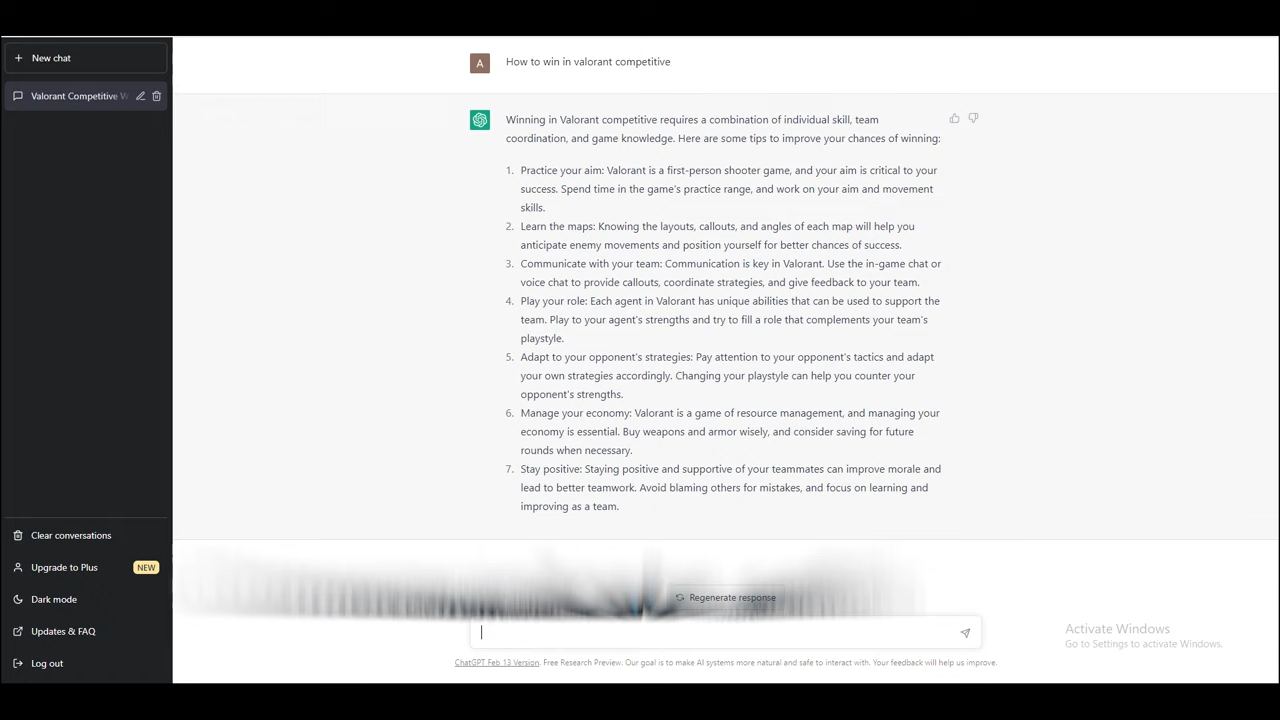 New chat
Valorant Competitive W
Clear conversations
Upgrade to Plus
NEW
Dark mode
Updates & FAQ
Log out
A
How to win in valorant competitive
Winning in Valorant competitive requires a combination of individual skill, team
coordination, and game knowledge. Here are some tips to improve your chances of winning:
1. Practice your aim: Valorant is a first-person shooter game, and your aim is critical to your
success. Spend time in the game's practice range, and work on your aim and movement
skills.
2. Learn the maps: Knowing the layouts, callouts, and angles of each map will help you
anticipate enemy movements and position yourself for better chances of success.
3. Communicate with your team: Communication is key in Valorant. Use the in-game chat or
voice chat to provide callouts, coordinate strategies, and give feedback to your team.
4. Play your role: Each agent in Valorant has unique abilities that can be used to support the
team. Play to your agent's strengths and try to fill a role that complements your team's
playstyle.
5. Adapt to your opponent's strategies: Pay attention to your opponent's tactics and adapt
your own strategies accordingly. Changing your playstyle can help you counter your
opponent's strengths.
6. Manage your economy: Valorant is a game of resource management, and managing your
economy is essential. Buy weapons and armor wisely, and consider saving for future
rounds when necessary.
7. Stay positive: Staying positive and supportive of your teammates can improve morale and
lead to better teamwork. Avoid blaming others for mistakes, and focus on learning and
improving as a team.
Regenerate response
ChatGPT Feb 13 Version. Free Research Preview. Our goal is to make AI systems more natural and safe to interact with. Your feedback will help us improve.
Activate Windows
Go to Settings to activate Windows.